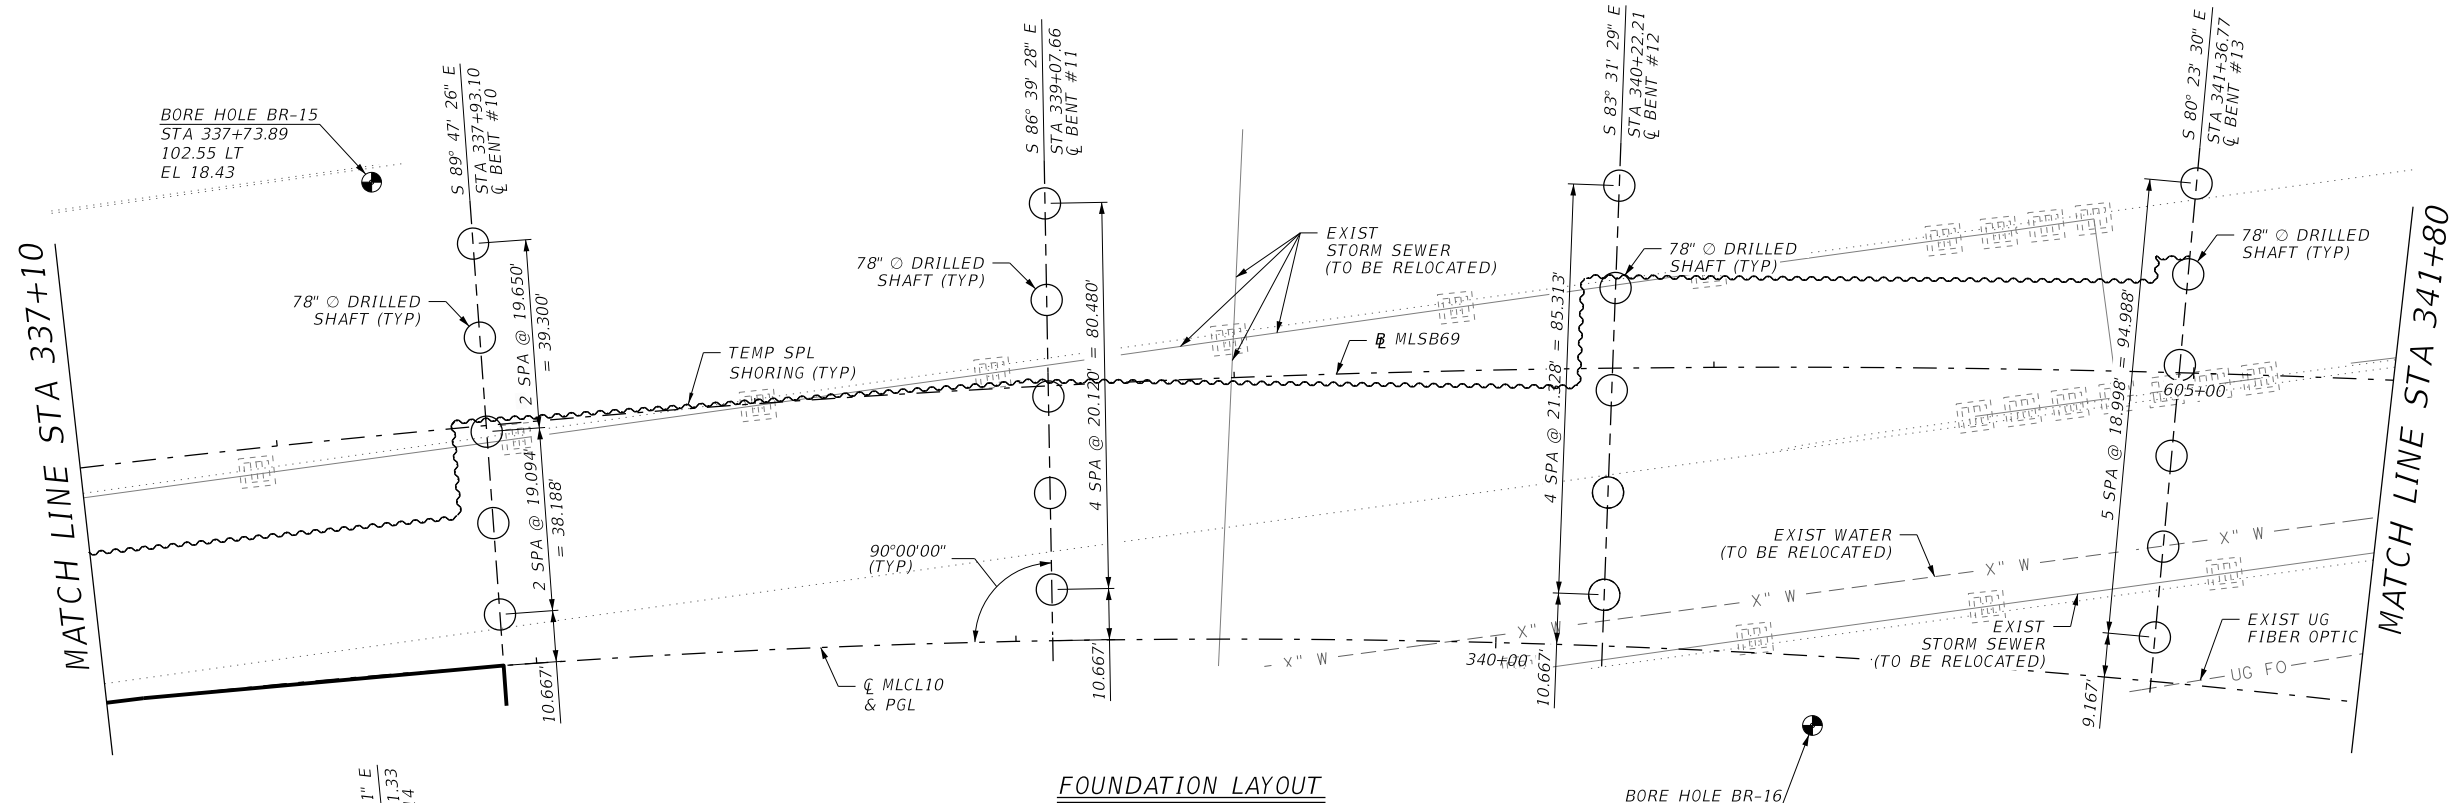 BORE HOLE BR-15
STA 337+73.89
102.55 LT
EL 18.43
S 89° 47' 26" E
STA 337+93.10
℄ BENT #10
S 86° 39' 28" E
STA 339+07.66
℄ BENT #11
S 83° 31' 29" E
STA 340+22.21
℄ BENT #12
S 80° 23' 30" E
STA 341+36.77
℄ BENT #13
MATCH LINE STA 337+10
MATCH LINE STA 341+80
78" ∅ DRILLED
SHAFT (TYP)
2 SPA @ 19.650'
= 39.300'
2 SPA @ 19.094'
= 38.188'
10.667'
TEMP SPL
SHORING (TYP)
78" ∅ DRILLED
SHAFT (TYP)
4 SPA @ 20.120' = 80.480'
10.667'
EXIST
STORM SEWER
(TO BE RELOCATED)
B̵L MLSB69
78" ∅ DRILLED
SHAFT (TYP)
4 SPA @ 21.328' = 85.313'
10.667'
78" ∅ DRILLED
SHAFT (TYP)
5 SPA @ 18.998' = 94.988'
9.167'
605+00
90°00'00"
(TYP)
℄ MLCL10
& PGL
EXIST WATER
(TO BE RELOCATED)
X" W
X" W
X" W
X" W
X" W
340+00
EXIST
STORM SEWER
(TO BE RELOCATED)
EXIST UG
FIBER OPTIC
UG FO
FOUNDATION LAYOUT
BORE HOLE BR-16
1" E
1.33
14